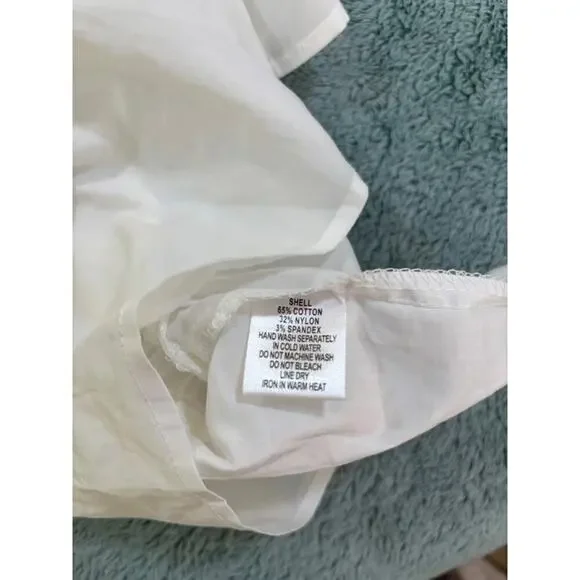 SHELL
65% COTTON
32% NYLON
3% SPANDEX
HAND WASH SEPARATELY
IN COLD WATER
DO NOT MACHINE WASH
DO NOT BLEACH
LINE DRY
IRON IN WARM HEAT